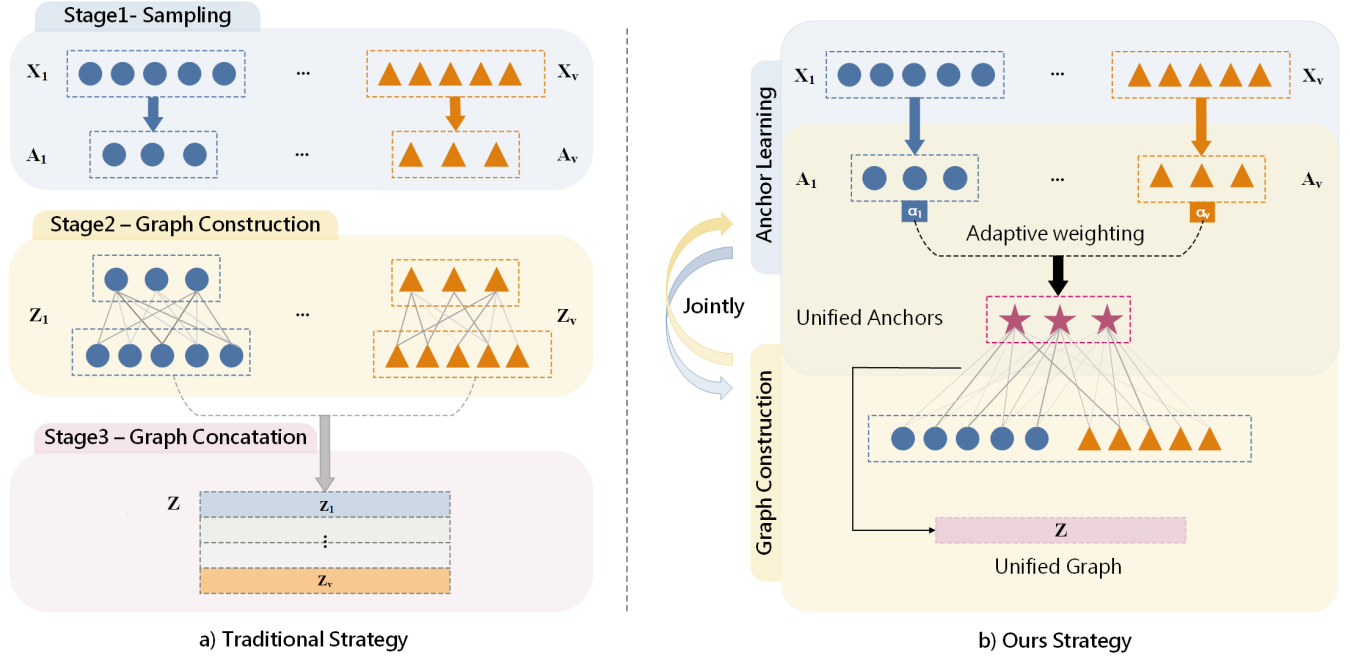 Stage1- Sampling
X1 ... Xv
A1 ... Av
Stage2 – Graph Construction
Z1 ... Zv
Stage3 – Graph Concatation
Z
Z1
⋮
Zv
a) Traditional Strategy
Anchor Learning
X1 ... Xv
A1 ... Av
α1 αv
Adaptive weighting
Jointly
Unified Anchors
Graph Construction
Z
Unified Graph
b) Ours Strategy